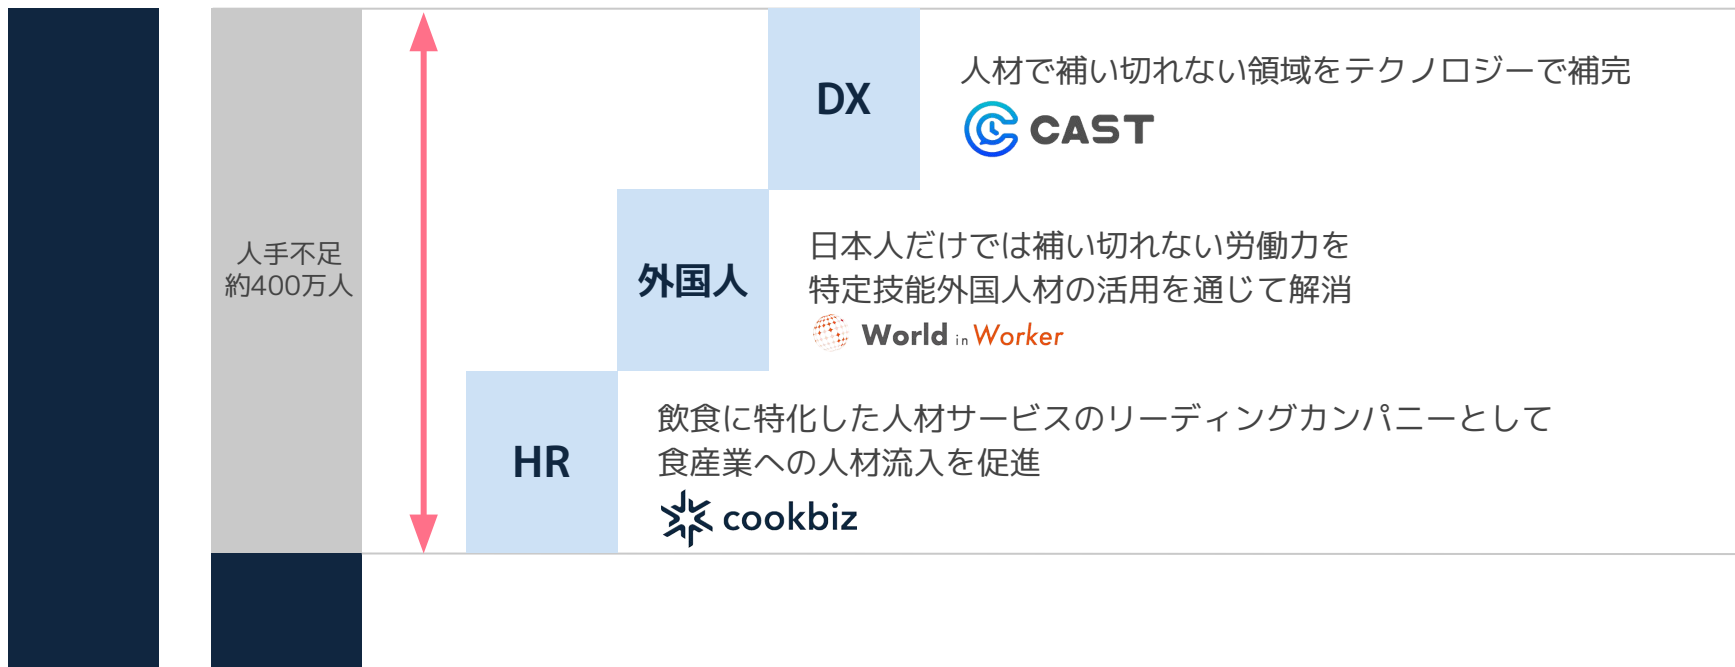 DX
人材で補い切れない領域をテクノロジーで補完
CAST
人手不足
約400万人
外国人
日本人だけでは補い切れない労働力を
特定技能外国人材の活用を通じて解消
World in Worker
HR
飲食に特化した人材サービスのリーディングカンパニーとして
食産業への人材流入を促進
cookbiz